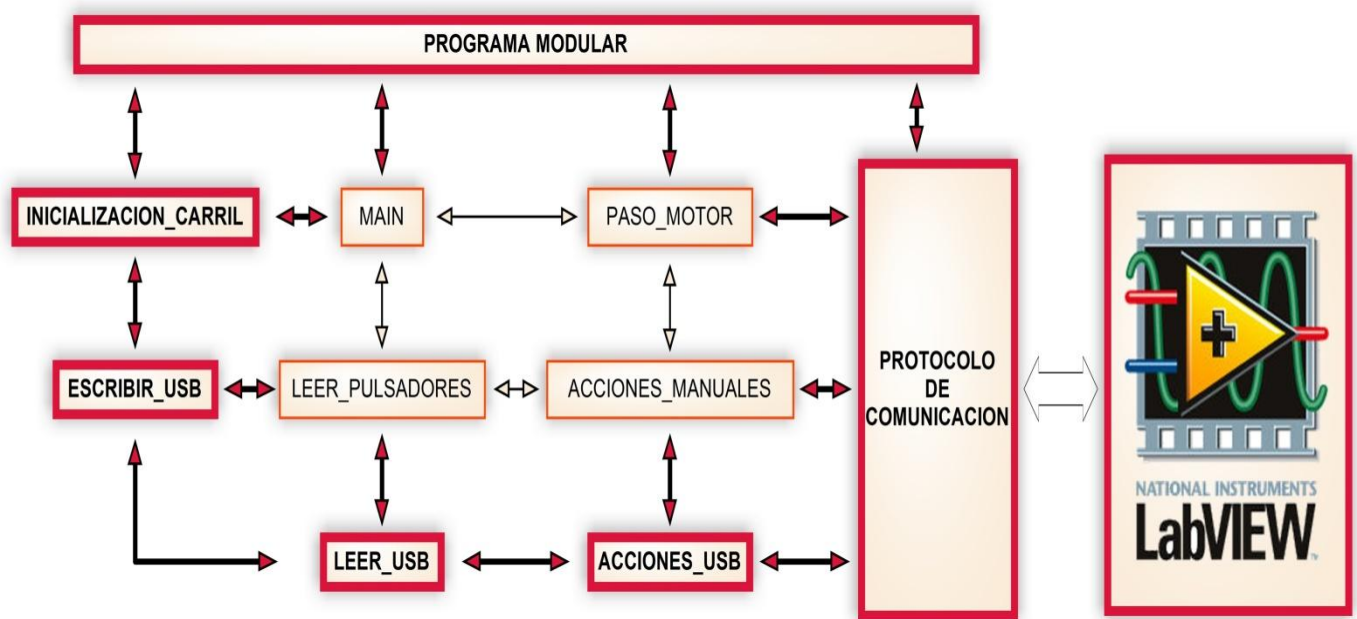 PROGRAMA MODULAR
INICIALIZACION_CARRIL
MAIN
PASO_MOTOR
ESCRIBIR_USB
LEER_PULSADORES
ACCIONES_MANUALES
PROTOCOLO
DE
COMUNICACION
LEER_USB
ACCIONES_USB
NATIONAL INSTRUMENTS
LabVIEW